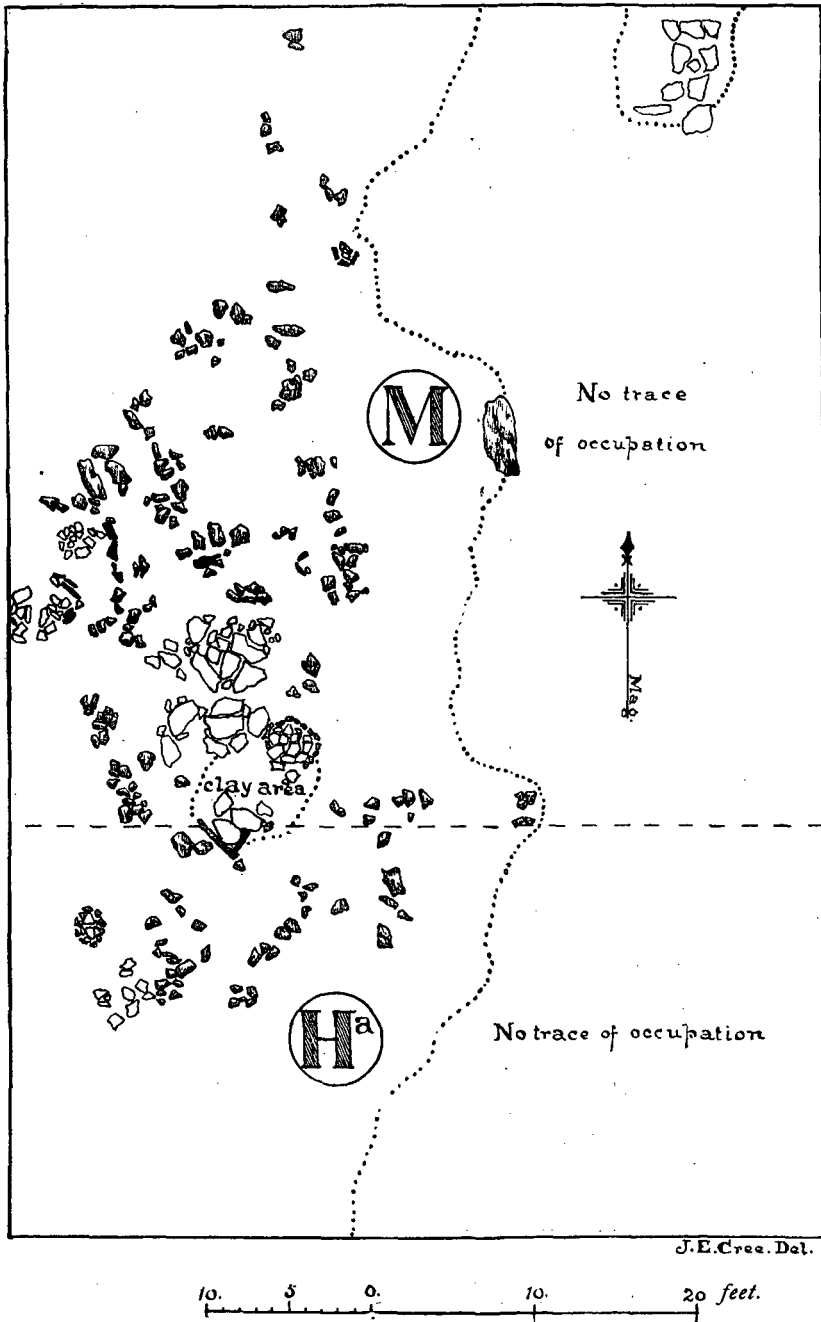 M
No trace
of occupation
Mag.
clay area
Ha
No trace of occupation
J.E.Cree.Del.
10. 5 0. 10. 20 feet.